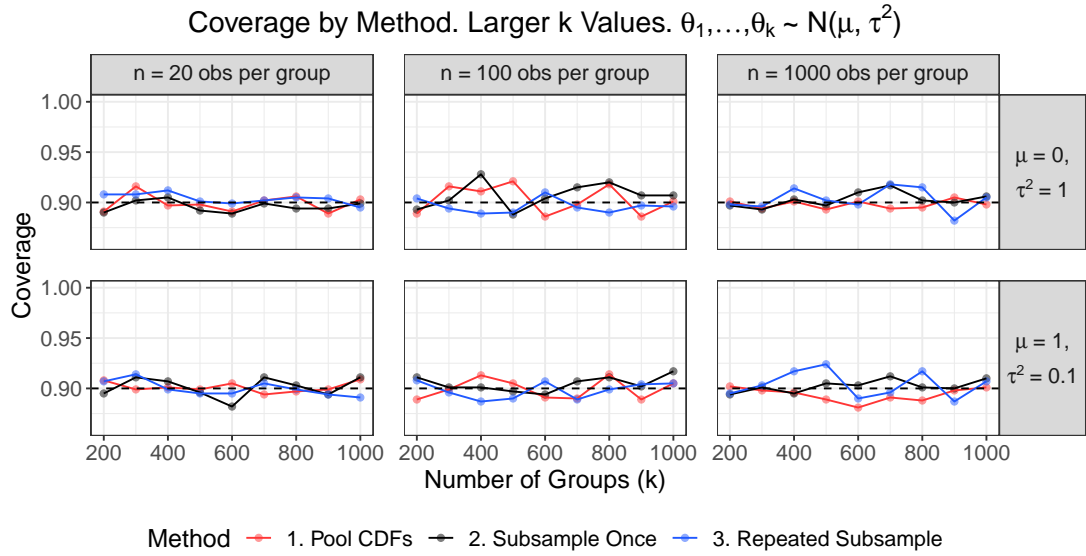 Coverage by Method. Larger k Values. θ₁,…,θₖ ~ N(μ, τ²)
n = 20 obs per group
n = 100 obs per group
n = 1000 obs per group
1.00
0.95
0.90
μ = 0,
τ² = 1
Coverage
1.00
0.95
0.90
μ = 1,
τ² = 0.1
200 400 600 800 1000
200 400 600 800 1000
200 400 600 800 1000
Number of Groups (k)
Method 1. Pool CDFs 2. Subsample Once 3. Repeated Subsample